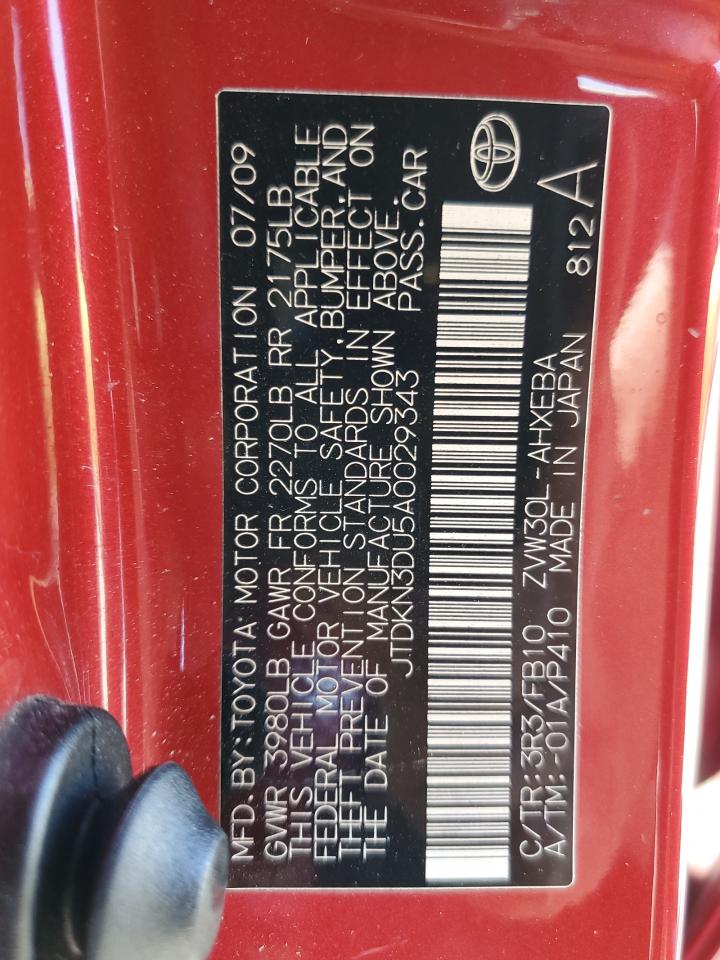 MFD. BY: TOYOTA MOTOR CORPORATION 07/09
GVWR 3980LB GAWR FR 2270LB RR 2175LB
THIS VEHICLE CONFORMS TO ALL APPLICABLE
FEDERAL MOTOR VEHICLE SAFETY, BUMPER, AND
THEFT PREVENTION STANDARDS IN EFFECT ON
THE DATE OF MANUFACTURE SHOWN ABOVE.
JTDKN3DU5A0029343 PASS. CAR
C/TR: 3R3/FB10 ZVW30L-AHXEBA
A/TM: -01A/P410 MADE IN JAPAN
812 A